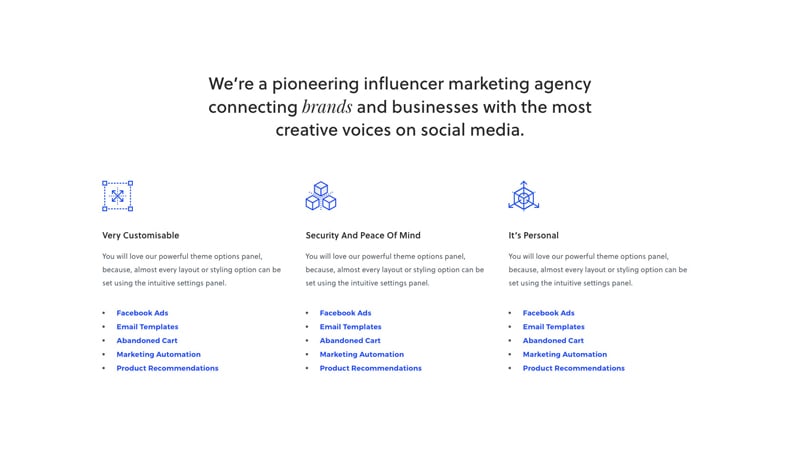 We're a pioneering influencer marketing agency
connecting brands and businesses with the most
creative voices on social media.
Very Customisable
You will love our powerful theme options panel,
because, almost every layout or styling option can be
set using the intuitive settings panel.
• Facebook Ads
• Email Templates
• Abandoned Cart
• Marketing Automation
• Product Recommendations
Security And Peace Of Mind
You will love our powerful theme options panel,
because, almost every layout or styling option can be
set using the intuitive settings panel.
• Facebook Ads
• Email Templates
• Abandoned Cart
• Marketing Automation
• Product Recommendations
It's Personal
You will love our powerful theme options panel,
because, almost every layout or styling option can be
set using the intuitive settings panel.
• Facebook Ads
• Email Templates
• Abandoned Cart
• Marketing Automation
• Product Recommendations